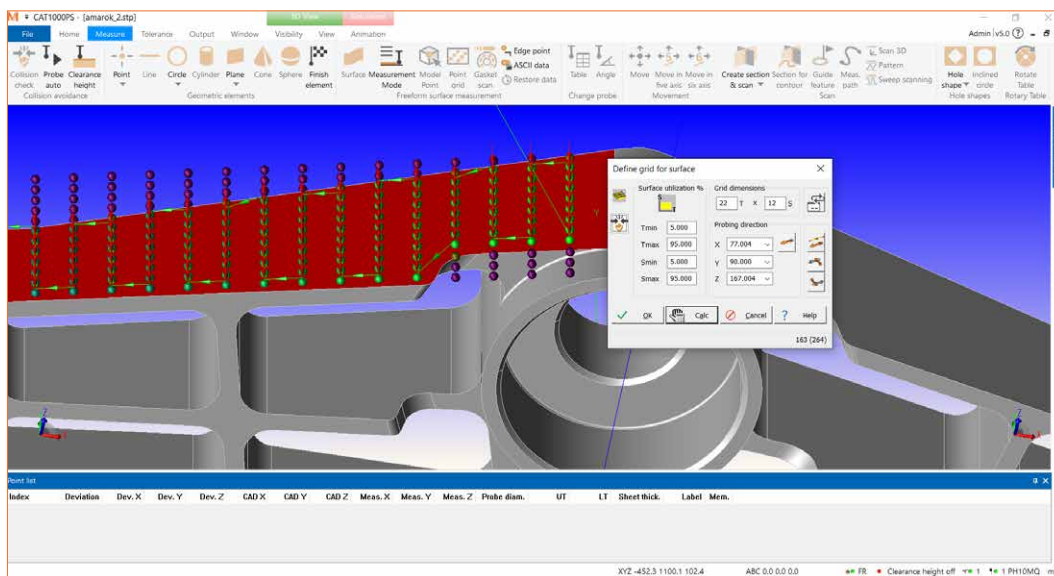 CAT1000PS - [amarok_2.stp]
3D View
File Home Measure Tolerance Output Window Visibility View Animation
Admin v5.0
Collision check
Probe auto
Clearance height
Collision avoidance
Point Line Circle Cylinder Plane Cone Sphere
Finish element
Geometric elements
Surface
Measurement Mode
Model Point
Point grid
Gasket scan
Edge point
ASCII data
Restore data
Freeform surface measurement
Table Angle
Change probe
Move
Move in five axis
Move in six axis
Movement
Create section & scan
Section for contour
Guide feature
Meas. path
Scan 3D
Pattern
Sweep scanning
Scan
Hole shape
Inclined circle
Hole shapes
Rotate Table
Rotary Table
Define grid for surface
Surface utilization %
S
T
Tmin 5.000
Tmax 95.000
Smin 5.000
Smax 95.000
Grid dimensions
22 T x 12 S
Probing direction
X 77.004
Y 90.000
Z 167.004
OK Calc Cancel Help
163 (264)
Y
Z
X
Z
X
Point list
Index Deviation Dev. X Dev. Y Dev. Z CAD X CAD Y CAD Z Meas. X Meas. Y Meas. Z Probe diam. UT LT Sheet thick. Label Mem.
XYZ -452.3 1100.1 102.4 ABC 0.0 0.0 0.0 FR Clearance height off 1 1 PH10MQ m